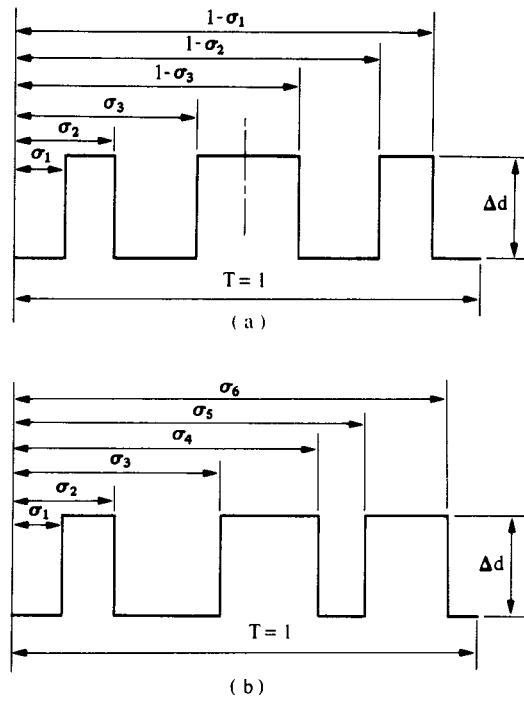 1-σ₁
1-σ₂
1-σ₃
σ₃
σ₂
σ₁
Δd
T = 1
( a )
σ₆
σ₅
σ₄
σ₃
σ₂
σ₁
Δd
T = 1
( b )